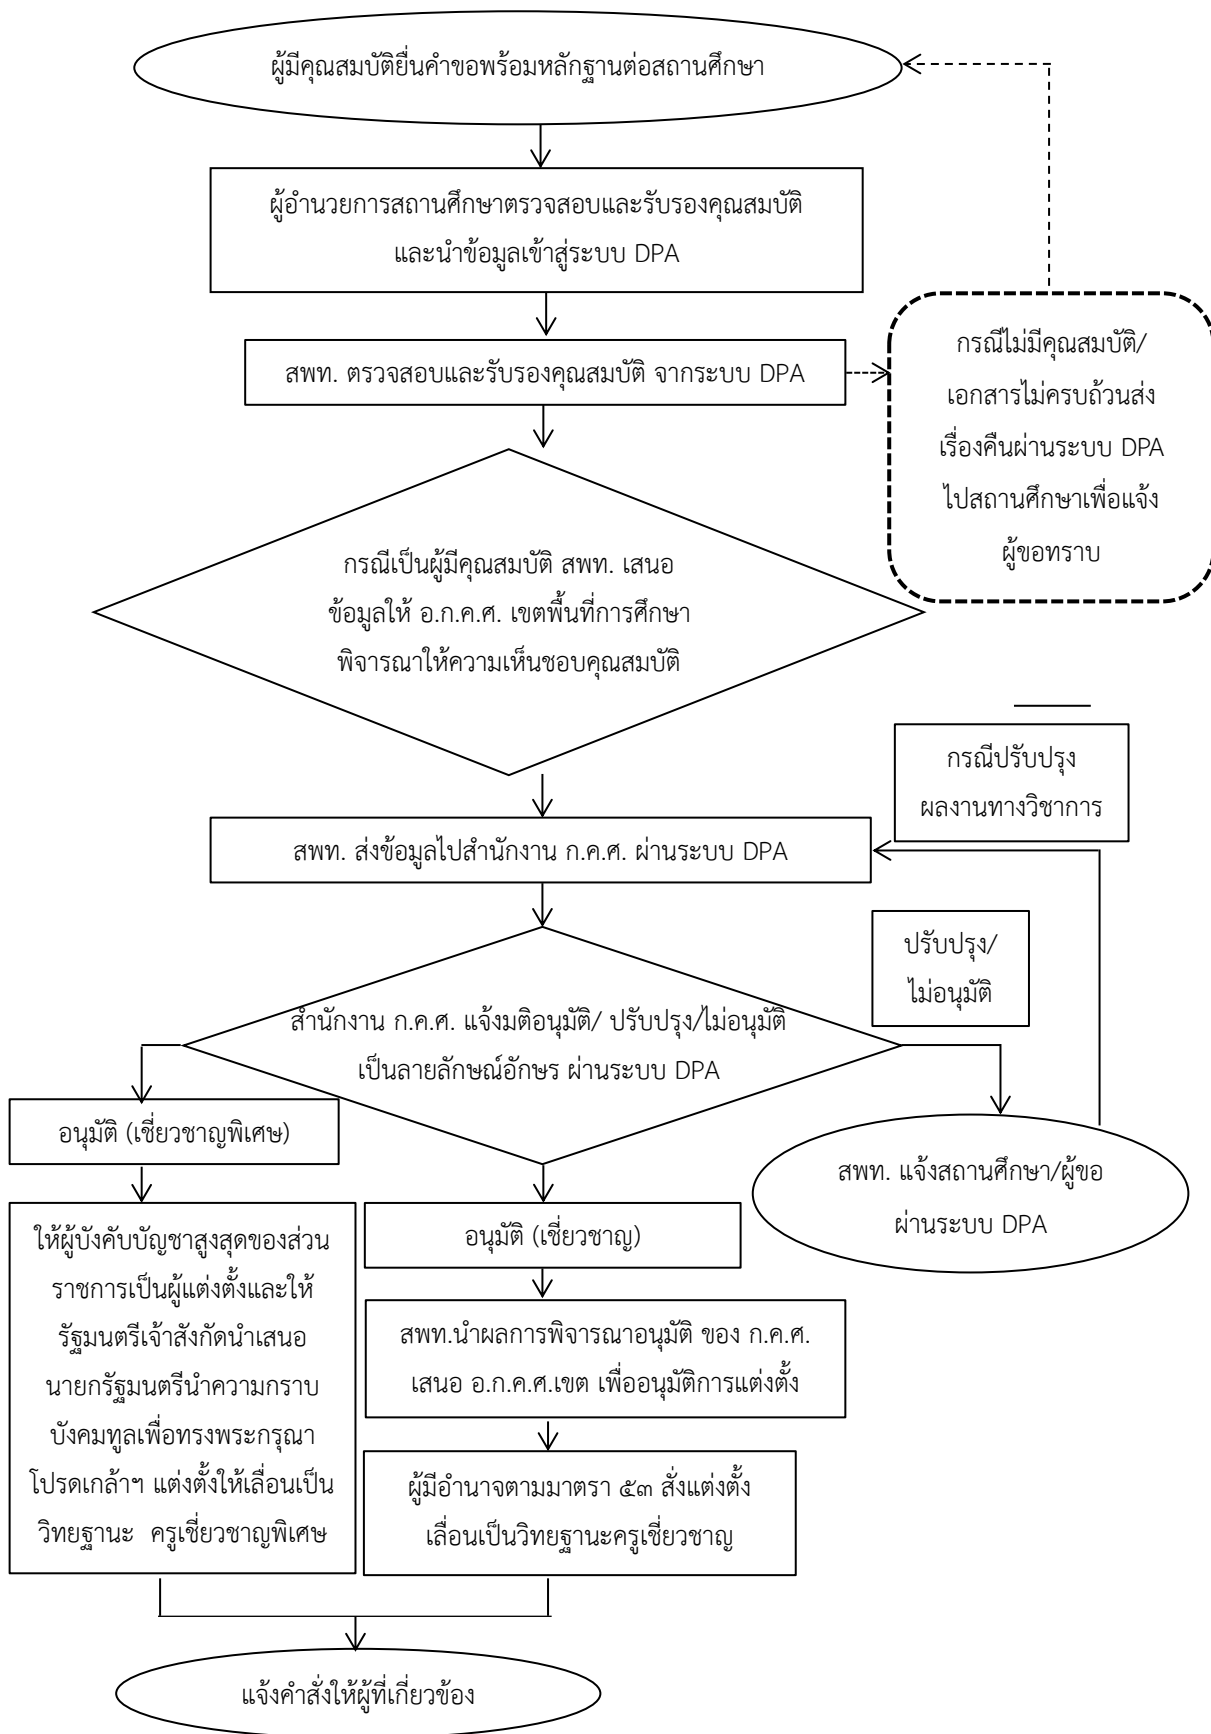 ผู้มีคุณสมบัติยื่นคำขอพร้อมหลักฐานต่อสถานศึกษา
ผู้อำนวยการสถานศึกษาตรวจสอบและรับรองคุณสมบัติ
และนำข้อมูลเข้าสู่ระบบ DPA
สพท. ตรวจสอบและรับรองคุณสมบัติ จากระบบ DPA
กรณีไม่มีคุณสมบัติ/
เอกสารไม่ครบถ้วนส่ง
เรื่องคืนผ่านระบบ DPA
ไปสถานศึกษาเพื่อแจ้ง
ผู้ขอทราบ
กรณีเป็นผู้มีคุณสมบัติ สพท. เสนอ
ข้อมูลให้ อ.ก.ค.ศ. เขตพื้นที่การศึกษา
พิจารณาให้ความเห็นชอบคุณสมบัติ
กรณีปรับปรุง
ผลงานทางวิชาการ
สพท. ส่งข้อมูลไปสำนักงาน ก.ค.ศ. ผ่านระบบ DPA
ปรับปรุง/
ไม่อนุมัติ
สำนักงาน ก.ค.ศ. แจ้งมติอนุมัติ/ ปรับปรุง/ไม่อนุมัติ
เป็นลายลักษณ์อักษร ผ่านระบบ DPA
อนุมัติ (เชี่ยวชาญพิเศษ)
สพท. แจ้งสถานศึกษา/ผู้ขอ
ผ่านระบบ DPA
ให้ผู้บังคับบัญชาสูงสุดของส่วน
ราชการเป็นผู้แต่งตั้งและให้
รัฐมนตรีเจ้าสังกัดนำเสนอ
นายกรัฐมนตรีนำความกราบ
บังคมทูลเพื่อทรงพระกรุณา
โปรดเกล้าฯ แต่งตั้งให้เลื่อนเป็น
วิทยฐานะ ครูเชี่ยวชาญพิเศษ
อนุมัติ (เชี่ยวชาญ)
สพท.นำผลการพิจารณาอนุมัติ ของ ก.ค.ศ.
เสนอ อ.ก.ค.ศ.เขต เพื่ออนุมัติการแต่งตั้ง
ผู้มีอำนาจตามมาตรา ๕๓ สั่งแต่งตั้ง
เลื่อนเป็นวิทยฐานะครูเชี่ยวชาญ
แจ้งคำสั่งให้ผู้ที่เกี่ยวข้อง